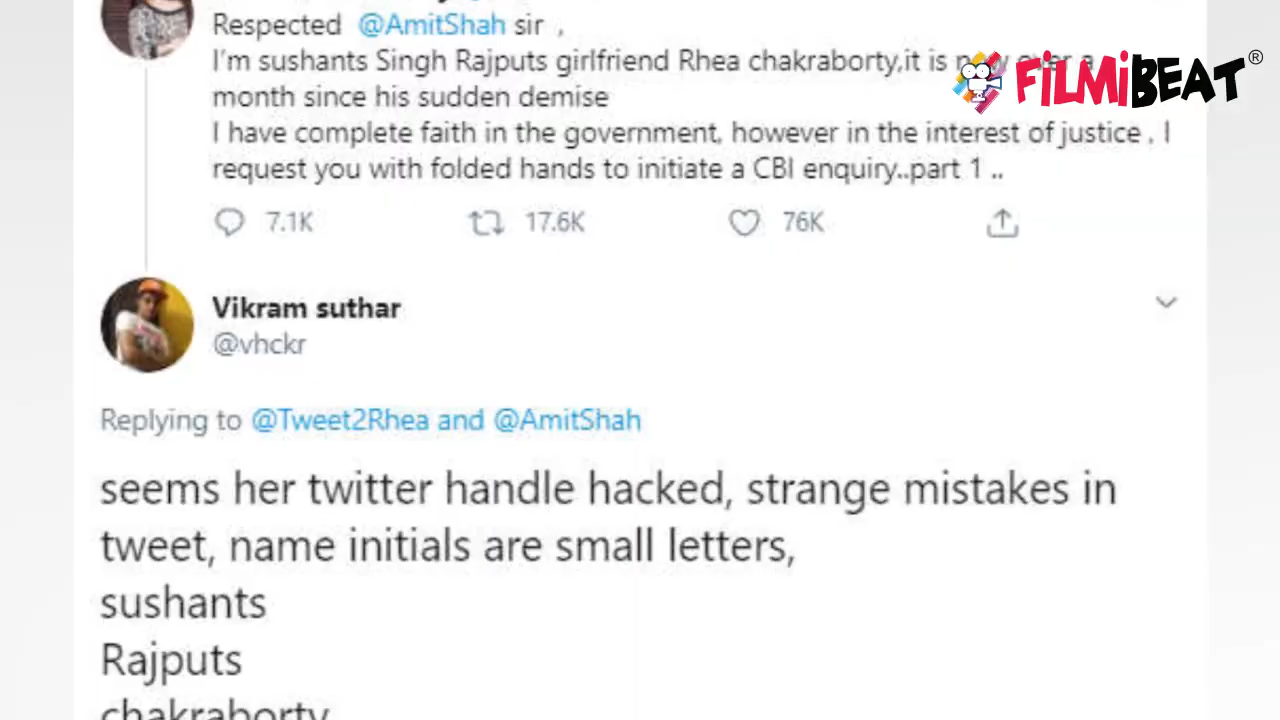 Respected @AmitShah sir ,
I'm sushants Singh Rajputs girlfriend Rhea chakraborty,it is now over a
month since his sudden demise
I have complete faith in the government, however in the interest of justice , I
request you with folded hands to initiate a CBI enquiry..part 1 ..
7.1K 17.6K 76K
FiLMiBEAT®
Vikram suthar
@vhckr
Replying to @Tweet2Rhea and @AmitShah
seems her twitter handle hacked, strange mistakes in
tweet, name initials are small letters,
sushants
Rajputs
chakraborty